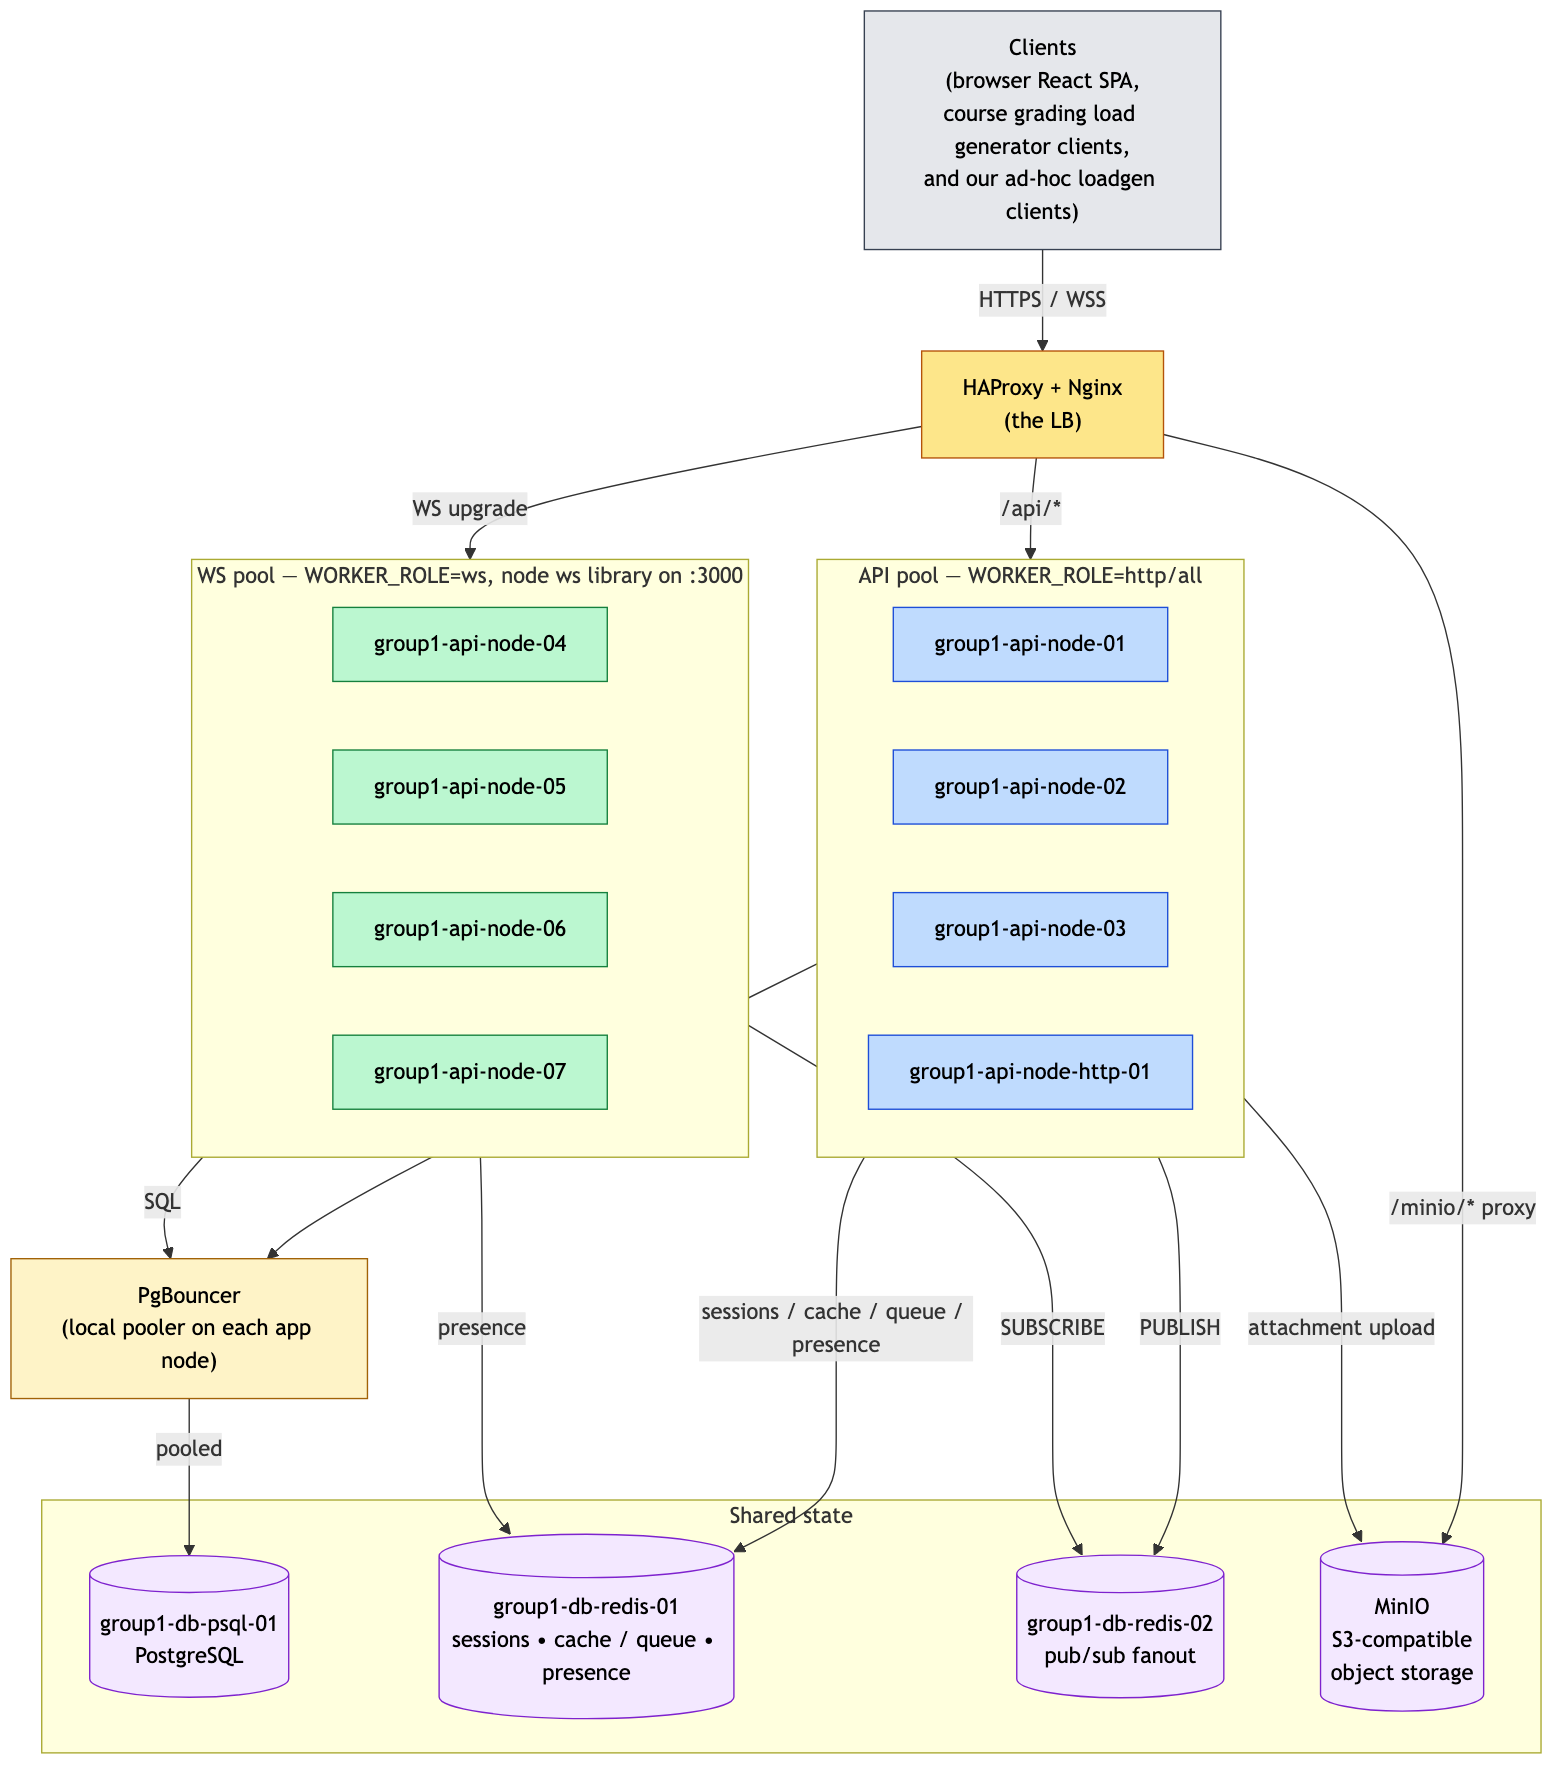 Clients
(browser React SPA,
course grading load
generator clients,
and our ad-hoc loadgen
clients)
HTTPS / WSS
HAProxy + Nginx
(the LB)
WS upgrade
/api/*
WS pool — WORKER_ROLE=ws, node ws library on :3000
API pool — WORKER_ROLE=http/all
group1-api-node-04
group1-api-node-01
group1-api-node-05
group1-api-node-02
group1-api-node-06
group1-api-node-03
group1-api-node-07
group1-api-node-http-01
SQL
/minio/* proxy
PgBouncer
(local pooler on each app
node)
presence
sessions / cache / queue /
presence
SUBSCRIBE
PUBLISH
attachment upload
pooled
Shared state
group1-db-psql-01
PostgreSQL
group1-db-redis-01
sessions • cache / queue •
presence
group1-db-redis-02
pub/sub fanout
MinIO
S3-compatible
object storage